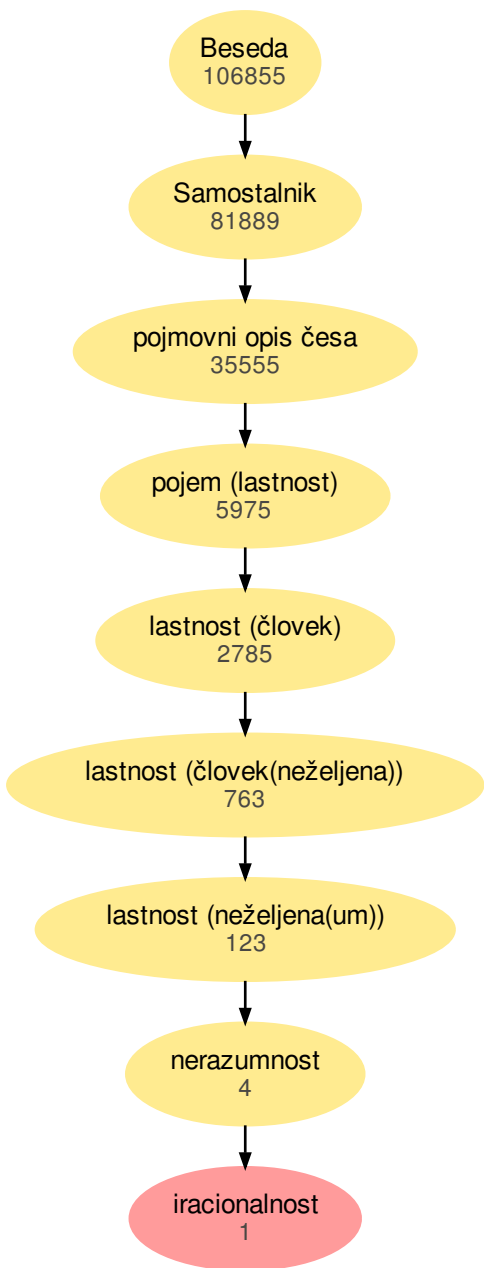 Beseda
106855
Samostalnik
81889
pojmovni opis česa
35555
pojem (lastnost)
5975
lastnost (človek)
2785
lastnost (človek(neželjena))
763
lastnost (neželjena(um))
123
nerazumnost
4
iracionalnost
1